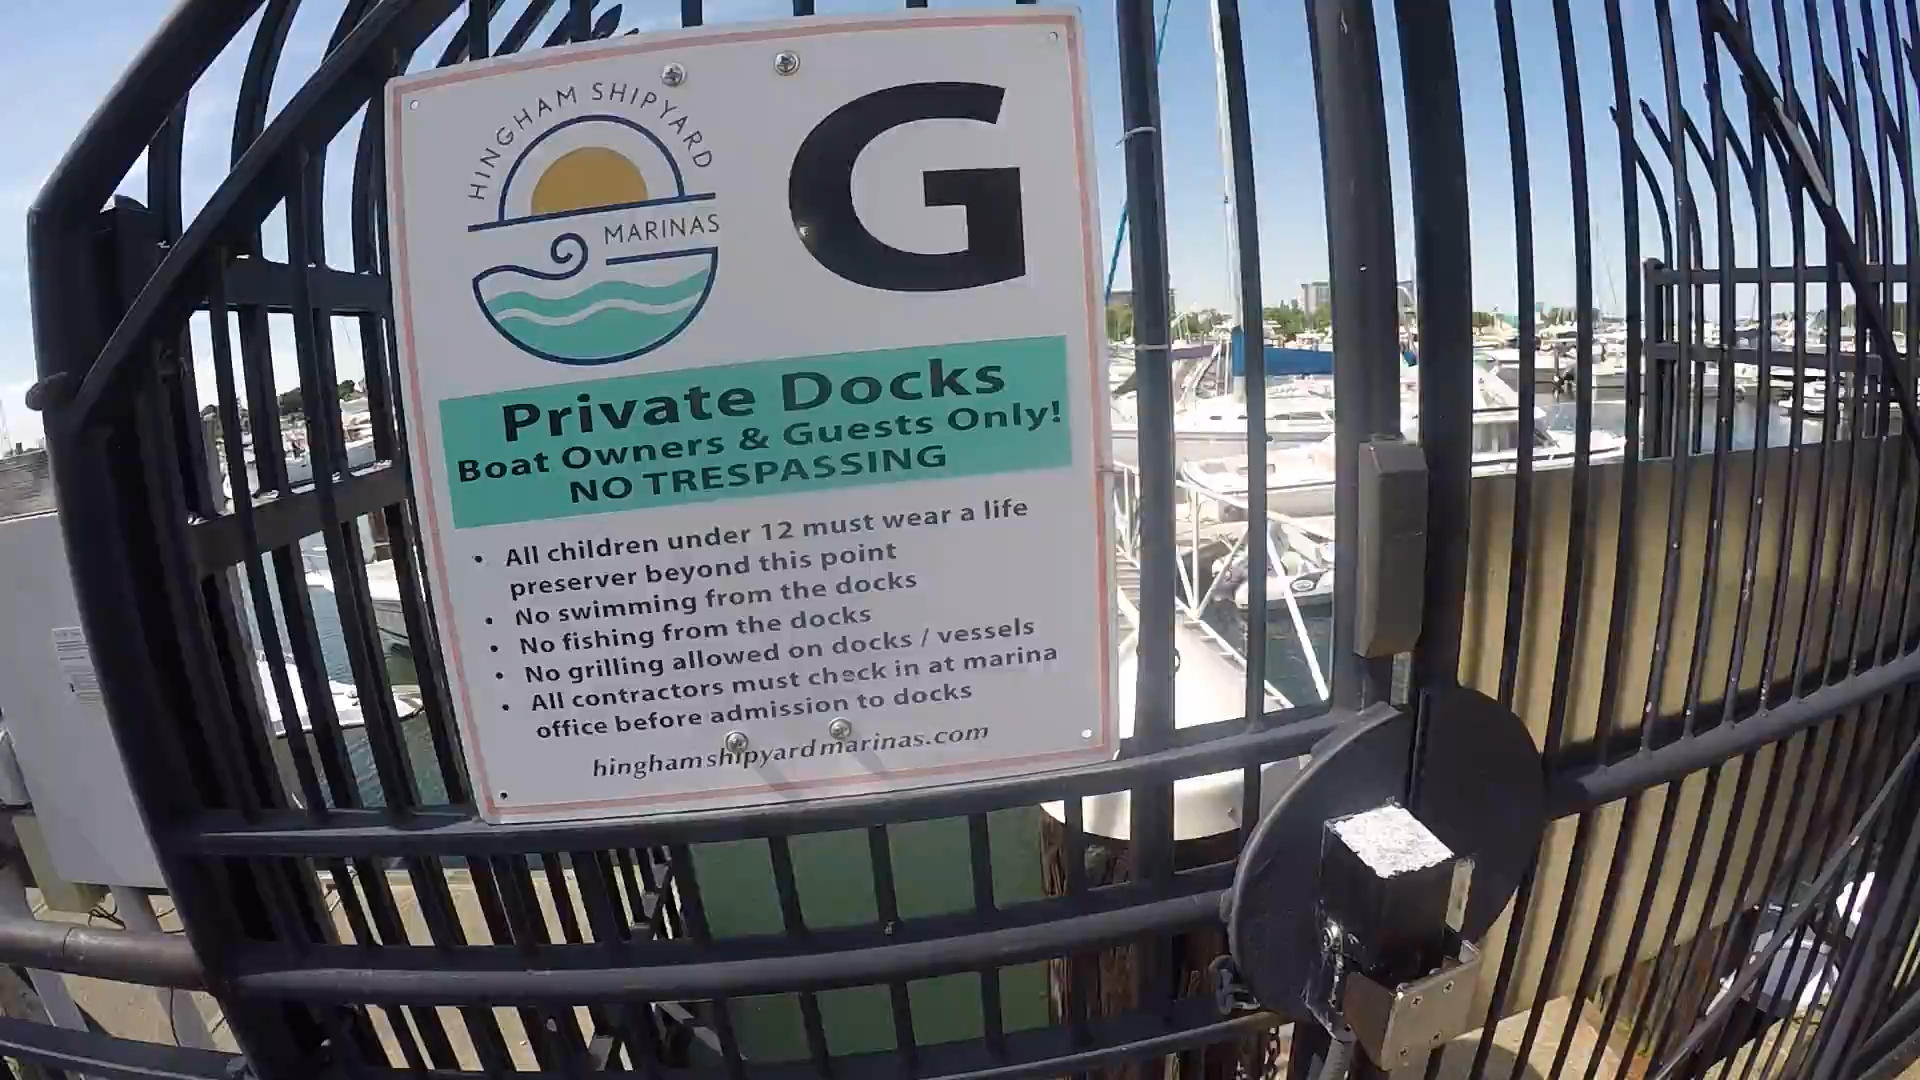 HINGHAM SHIPYARD
MARINAS
G
Private Docks
Boat Owners & Guests Only!
NO TRESPASSING
• All children under 12 must wear a life
preserver beyond this point
• No swimming from the docks
• No fishing from the docks
• No grilling allowed on docks / vessels
• All contractors must check in at marina
office before admission to docks
hinghamshipyardmarinas.com